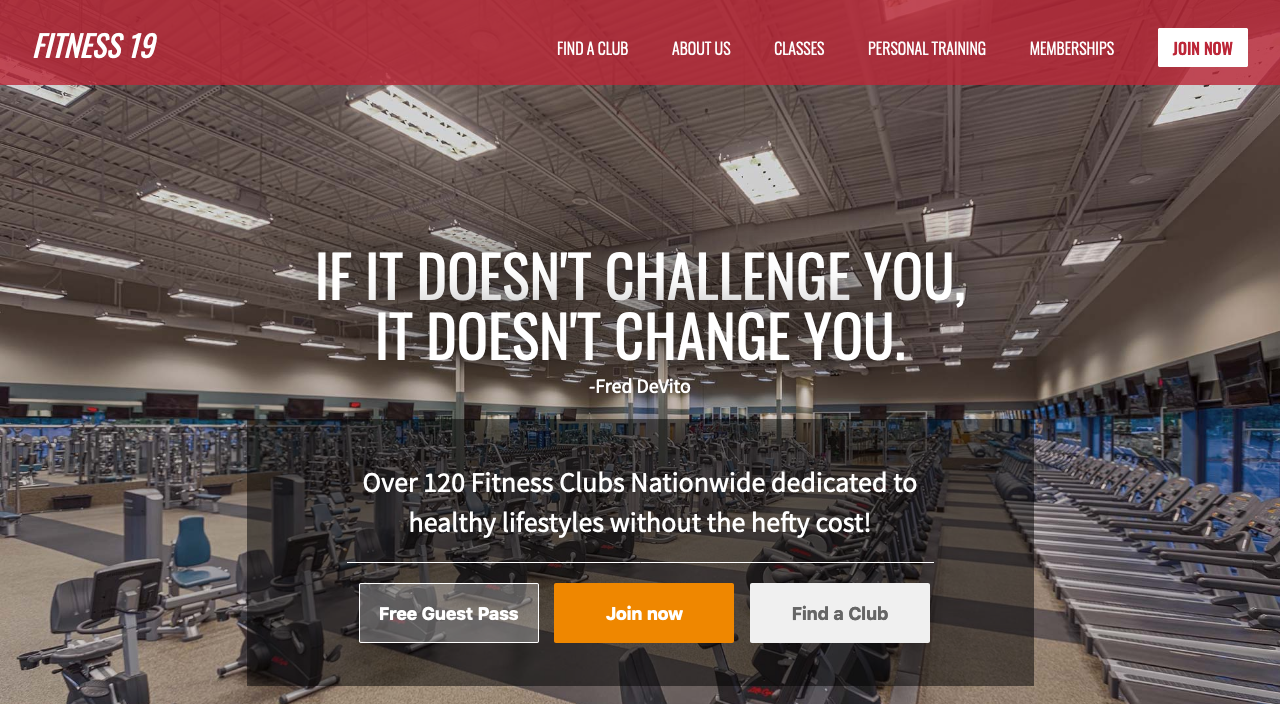 FITNESS 19
FIND A CLUB
ABOUT US
CLASSES
PERSONAL TRAINING
MEMBERSHIPS
JOIN NOW
IF IT DOESN'T CHALLENGE YOU,
IT DOESN'T CHANGE YOU.
-Fred DeVito
Over 120 Fitness Clubs Nationwide dedicated to
healthy lifestyles without the hefty cost!
Free Guest Pass
Join now
Find a Club